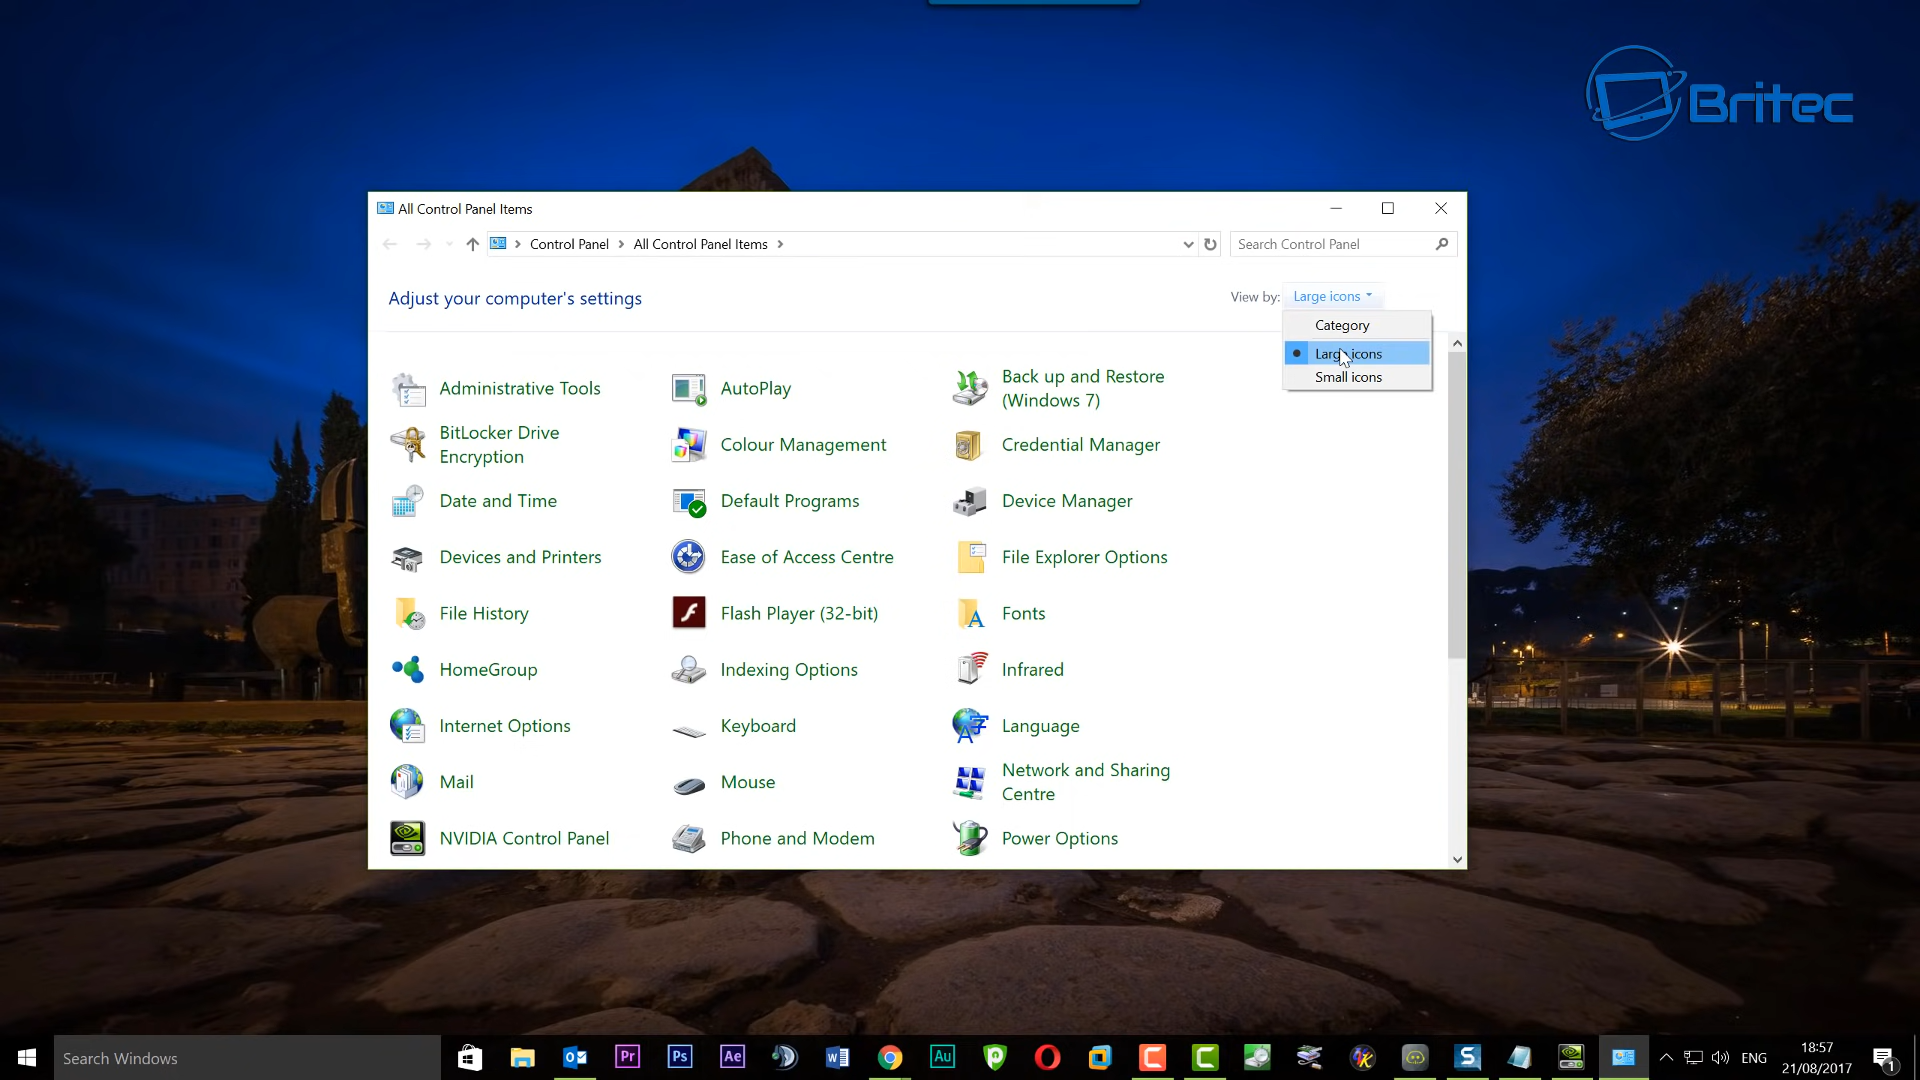 Britec
All Control Panel Items
Control Panel
All Control Panel Items
Search Control Panel
Adjust your computer's settings
View by:
Large icons
Category
Large icons
Small icons
Administrative Tools
AutoPlay
Back up and Restore
(Windows 7)
BitLocker Drive
Encryption
Colour Management
Credential Manager
Date and Time
Default Programs
Device Manager
Devices and Printers
Ease of Access Centre
File Explorer Options
File History
Flash Player (32-bit)
Fonts
HomeGroup
Indexing Options
Infrared
Internet Options
Keyboard
Language
Mail
Mouse
Network and Sharing
Centre
NVIDIA Control Panel
Phone and Modem
Power Options
Search Windows
Pr
Ps
Ae
Au
ENG
18:57
21/08/2017
1